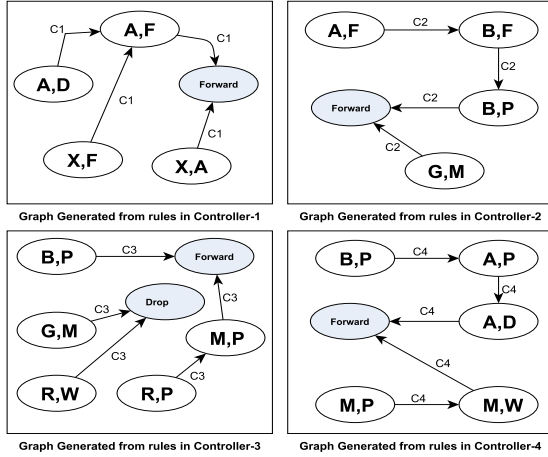 C1
A,F
C1
A,D
Forward
C1
C1
X,F
X,A
Graph Generated from rules in Controller-1
A,F
C2
B,F
C2
Forward
C2
B,P
C2
G,M
Graph Generated from rules in Controller-2
B,P
C3
Forward
Drop
C3
G,M
C3
M,P
C3
C3
R,W
R,P
Graph Generated from rules in Controller-3
B,P
C4
A,P
C4
Forward
C4
A,D
C4
M,P
C4
M,W
Graph Generated from rules in Controller-4